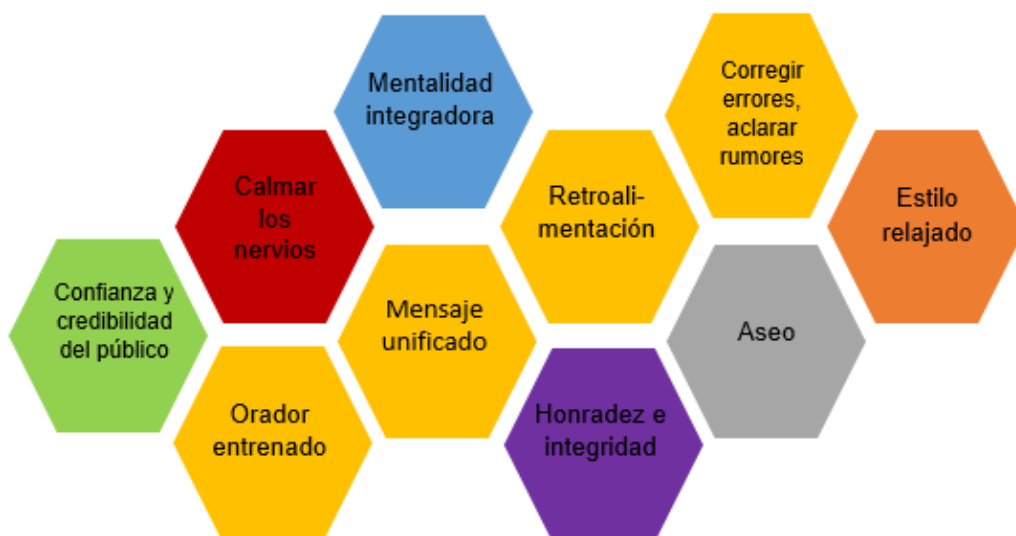 Mentalidad
integradora
Corregir
errores,
aclarar
rumores
Calmar
los
nervios
Retroali-
mentación
Estilo
relajado
Confianza y
credibilidad
del público
Mensaje
unificado
Aseo
Orador
entrenado
Honradez e
integridad